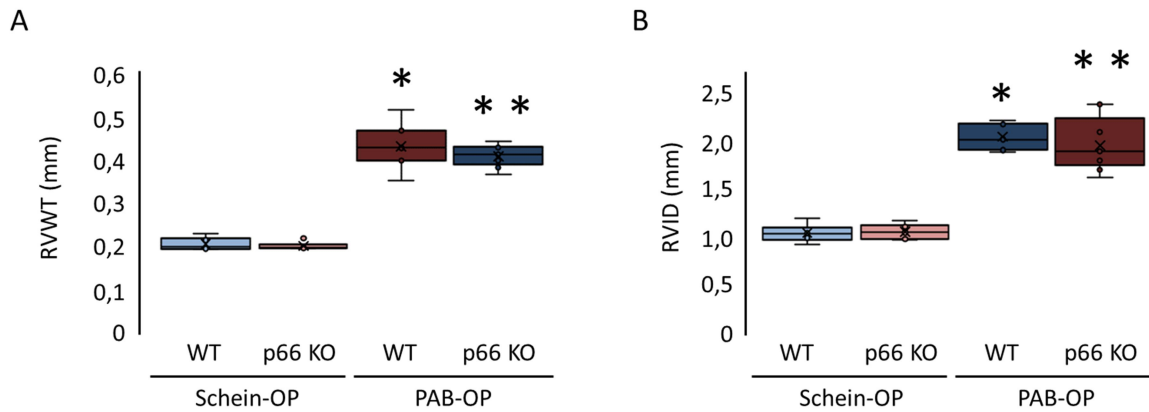 A
RVWT (mm)
0,6
0,5
0,4
0,3
0,2
0,1
0
*
* *
WT
p66 KO
WT
p66 KO
Schein-OP
PAB-OP
B
RVID (mm)
2,5
2,0
1,5
1,0
0,5
0
*
* *
WT
p66 KO
WT
p66 KO
Schein-OP
PAB-OP